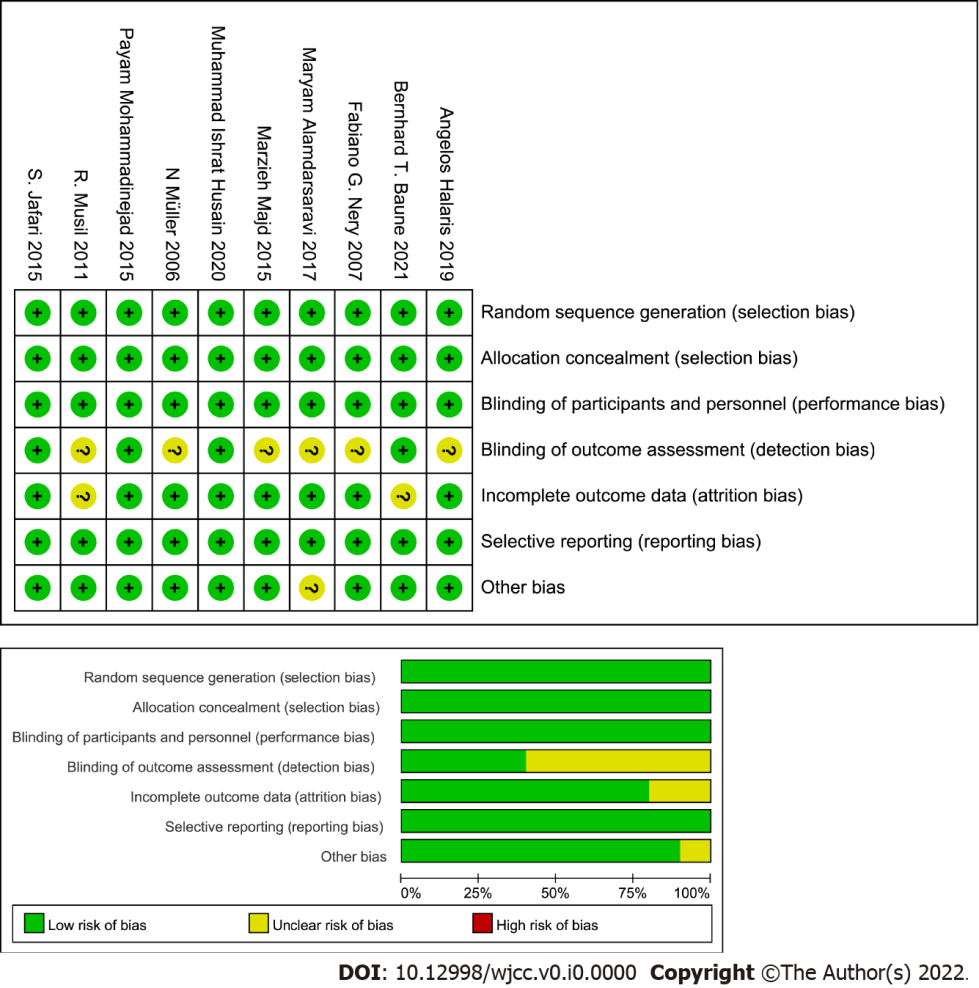 S. Jafari 2015
R. Musil 2011
Payam Mohammadinejad 2015
N Müller 2006
Muhammad Ishrat Husain 2020
Marzieh Majd 2015
Maryam Alamdarsaravi 2017
Fabiano G. Nery 2007
Bernhard T. Baune 2021
Angelos Halaris 2019
+ + + + + + + + + + Random sequence generation (selection bias)
+ + + + + + + + + + Allocation concealment (selection bias)
+ + + + + + + + + + Blinding of participants and personnel (performance bias)
+ ? + ? + ? ? ? + ? Blinding of outcome assessment (detection bias)
+ ? + + + + + + ? + Incomplete outcome data (attrition bias)
+ + + + + + + + + + Selective reporting (reporting bias)
+ + + + + + ? + + + Other bias
Random sequence generation (selection bias)
Allocation concealment (selection bias)
Blinding of participants and personnel (performance bias)
Blinding of outcome assessment (detection bias)
Incomplete outcome data (attrition bias)
Selective reporting (reporting bias)
Other bias
0% 25% 50% 75% 100%
Low risk of bias Unclear risk of bias High risk of bias
DOI: 10.12998/wjcc.v0.i0.0000 Copyright ©The Author(s) 2022.